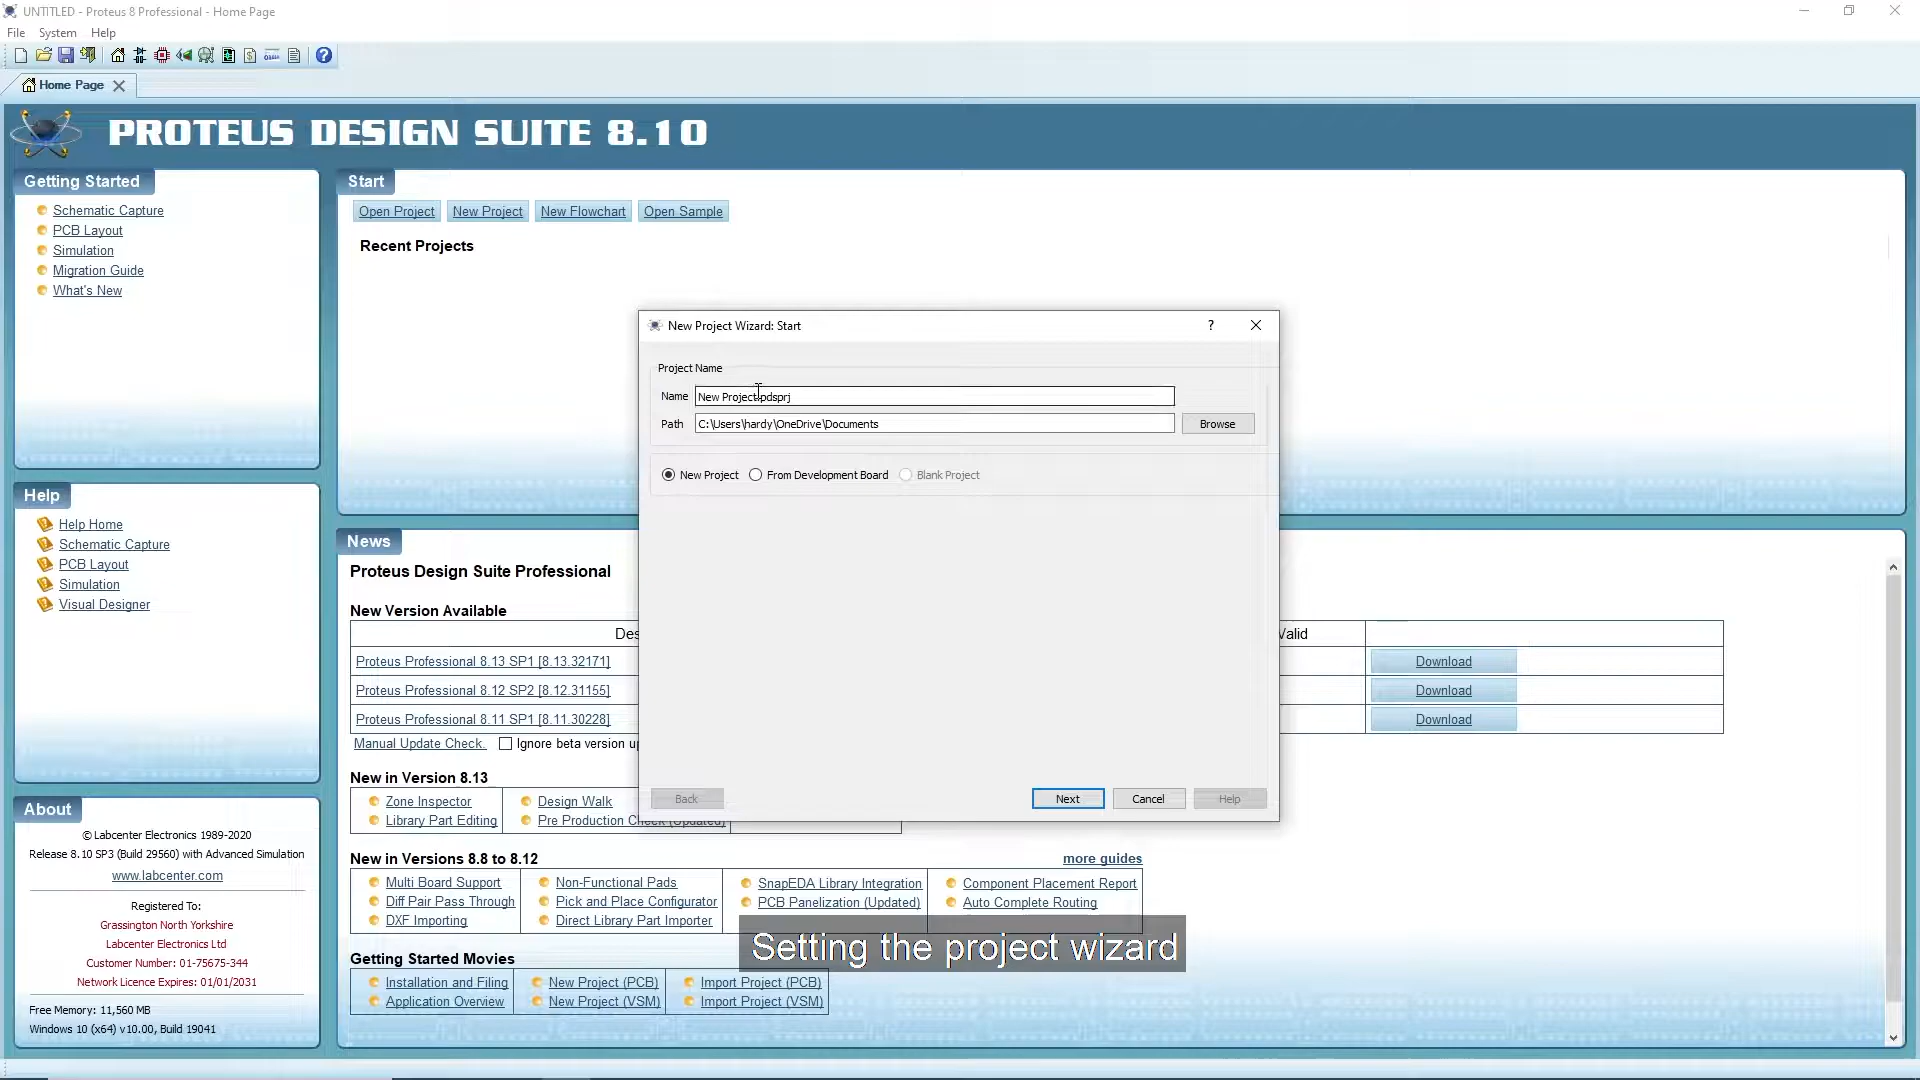 UNTITLED - Proteus 8 Professional - Home Page
File System Help
Home Page
PROTEUS DESIGN SUITE 8.10
Getting Started
Schematic Capture
PCB Layout
Simulation
Migration Guide
What's New
Help
Help Home
Schematic Capture
PCB Layout
Simulation
Visual Designer
About
© Labcenter Electronics 1989-2020
Release 8.10 SP3 (Build 29560) with Advanced Simulation
www.labcenter.com
Registered To:
Grassington North Yorkshire
Labcenter Electronics Ltd
Customer Number: 01-75675-344
Network Licence Expires: 01/01/2031
Free Memory: 11,560 MB
Windows 10 (x64) v10.00, Build 19041
Start
Open Project New Project New Flowchart Open Sample
Recent Projects
New Project Wizard: Start
Project Name
Name New Project.pdsprj
Path C:\Users\hardy\OneDrive\Documents Browse
New Project From Development Board Blank Project
Back Next Cancel Help
News
Proteus Design Suite Professional
New Version Available
Des Valid
Proteus Professional 8.13 SP1 [8.13.32171] Download
Proteus Professional 8.12 SP2 [8.12.31155] Download
Proteus Professional 8.11 SP1 [8.11.30228] Download
Manual Update Check. Ignore beta version up
New in Version 8.13
Zone Inspector Design Walk
Library Part Editing Pre Production Check (Updated)
New in Versions 8.8 to 8.12 more guides
Multi Board Support Non-Functional Pads SnapEDA Library Integration Component Placement Report
Diff Pair Pass Through Pick and Place Configurator PCB Panelization (Updated) Auto Complete Routing
DXF Importing Direct Library Part Importer
Setting the project wizard
Getting Started Movies
Installation and Filing New Project (PCB) Import Project (PCB)
Application Overview New Project (VSM) Import Project (VSM)